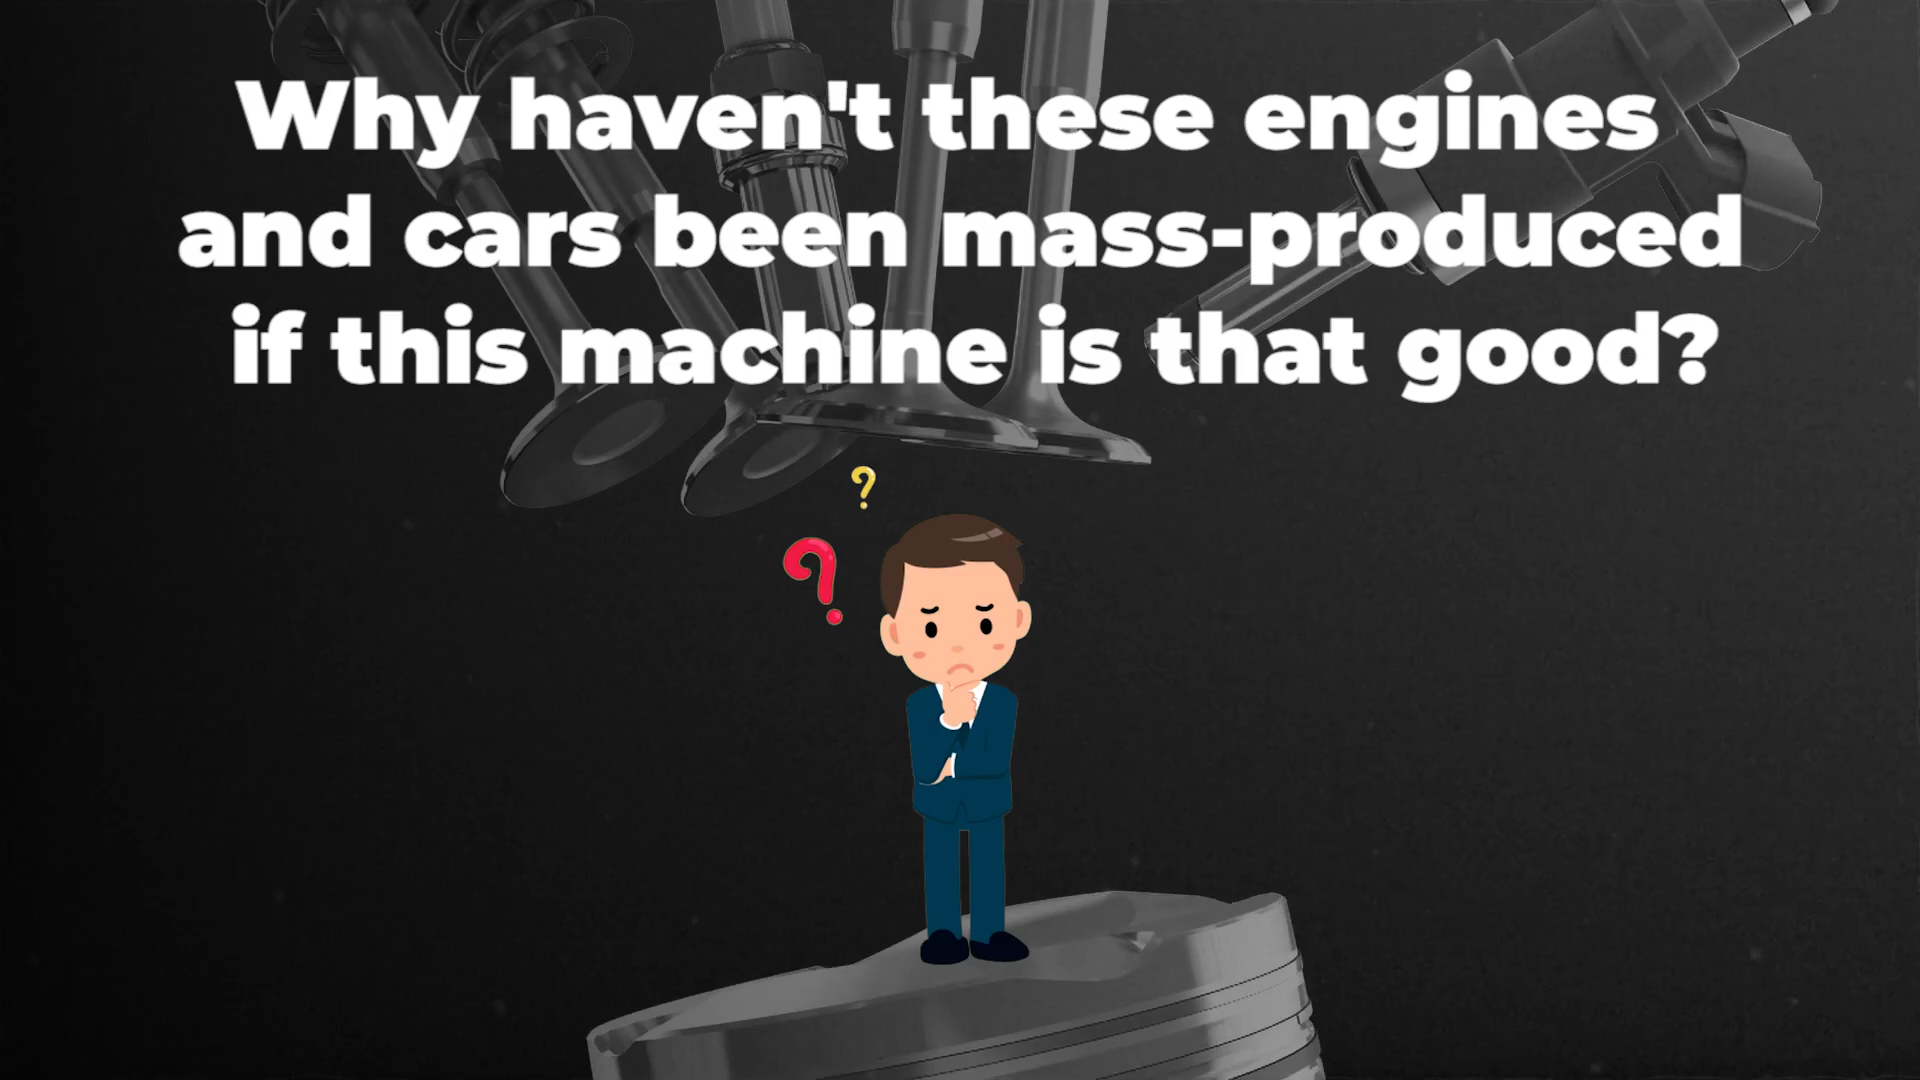 Why haven't these engines
and cars been mass-produced
if this machine is that good?